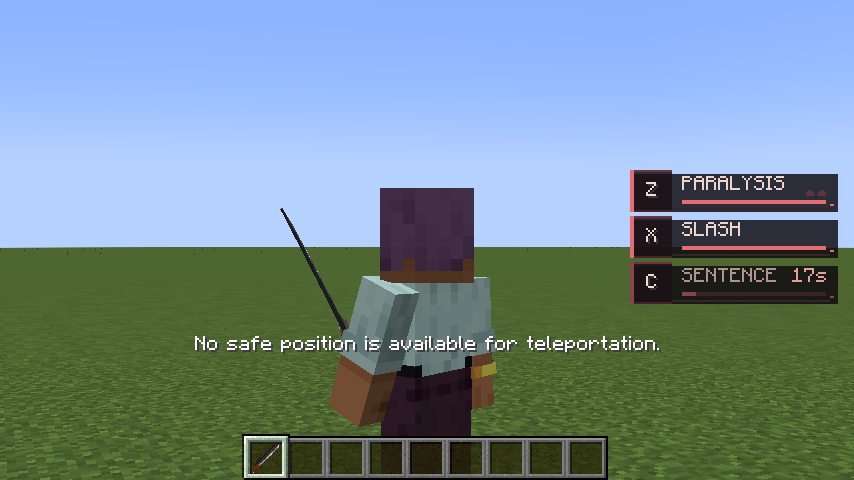 Z PARALYSIS
X SLASH
C SENTENCE 17s
No safe position is available for teleportation.